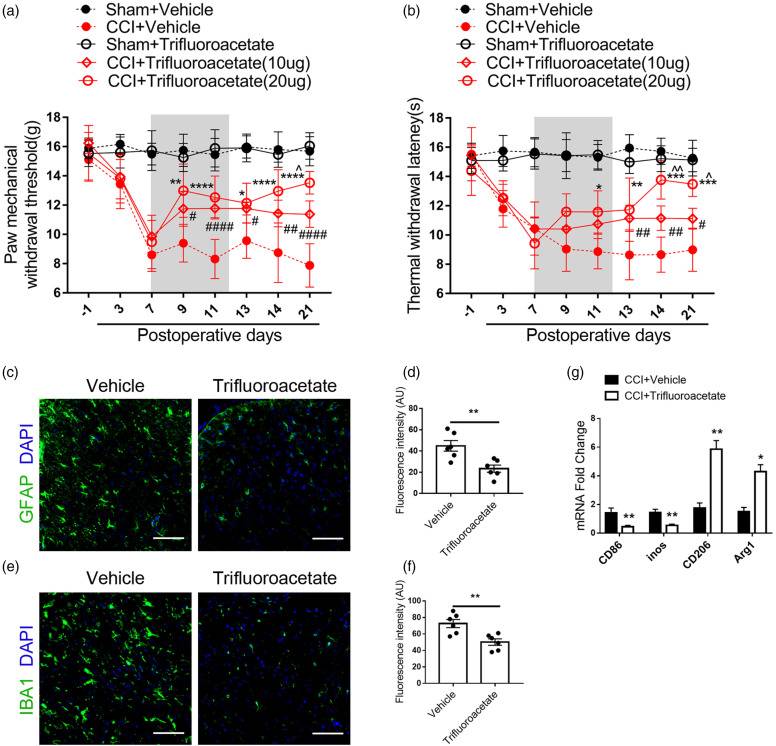 (a)
Sham+Vehicle
CCI+Vehicle
Sham+Trifluoroacetate
CCI+Trifluoroacetate(10ug)
CCI+Trifluoroacetate(20ug)
Paw mechanical
withdrawal threshold(g)
18
16
14
12
10
8
6
** **** * **** **** ^
# #### # ## ####
-1 3 7 9 11 13 14 21
Postoperative days
(b)
Sham+Vehicle
CCI+Vehicle
Sham+Trifluoroacetate
CCI+Trifluoroacetate(10ug)
CCI+Trifluoroacetate(20ug)
Thermal withdrawal lateney(s)
18
16
14
12
10
8
6
* ** ^^ *** ^ ***
## ## #
-1 3 7 9 11 13 14 21
Postoperative days
(c)
Vehicle
Trifluoroacetate
GFAP DAPI
(d)
Fluorescence intensity (AU)
80
60
40
20
0
**
Vehicle
Trifluoroacetate
(e)
Vehicle
Trifluoroacetate
IBA1 DAPI
(f)
Fluorescence intensity (AU)
100
80
60
40
20
0
**
Vehicle
Trifluoroacetate
(g)
CCI+Vehicle
CCI+Trifluoroacetate
mRNA Fold Change
8
6
4
2
0
** ** ** *
CD86 inos CD206 Arg1